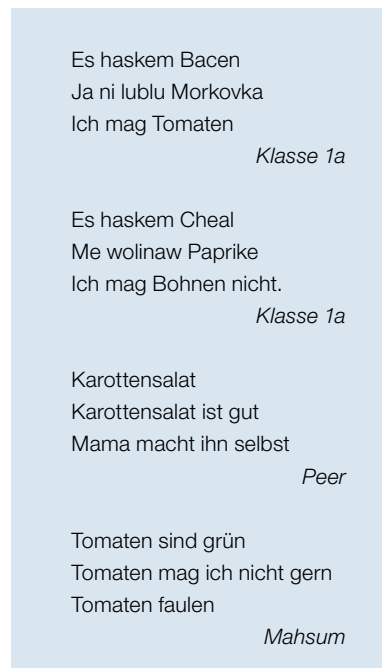 Es haskem Bacen
Ja ni lublu Morkovka
Ich mag Tomaten
Klasse 1a
Es haskem Cheal
Me wolinaw Paprike
Ich mag Bohnen nicht.
Klasse 1a
Karottensalat
Karottensalat ist gut
Mama macht ihn selbst
Peer
Tomaten sind grün
Tomaten mag ich nicht gern
Tomaten faulen
Mahsum